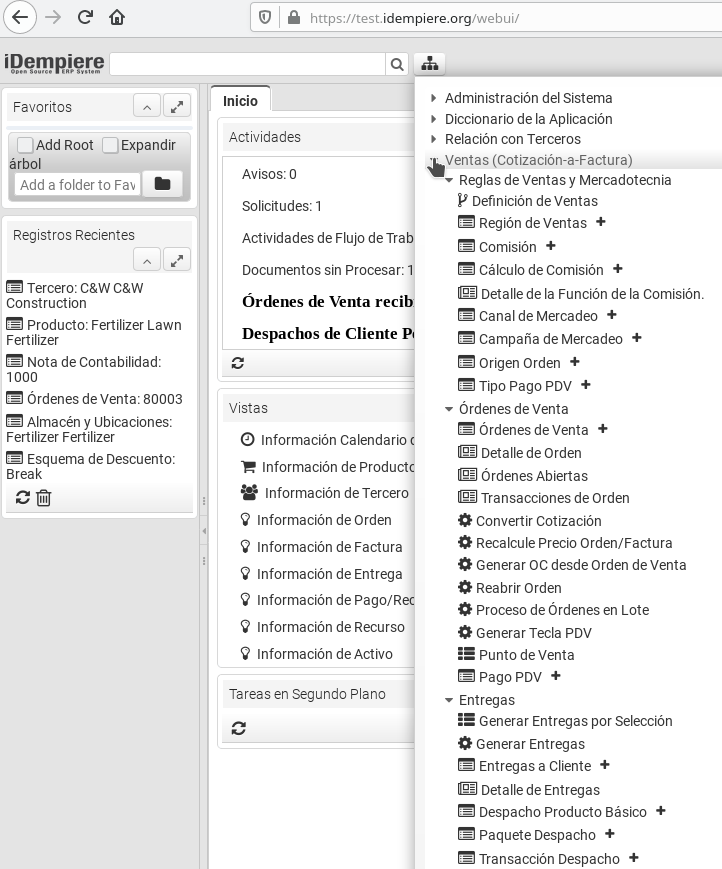 https://test.idempiere.org/webui/
iDempiere
Open Source ERP System
Favoritos
Add Root Expandir
árbol
Add a folder to Fav
Registros Recientes
Tercero: C&W C&W
Construction
Producto: Fertilizer Lawn
Fertilizer
Nota de Contabilidad:
1000
Órdenes de Venta: 80003
Almacén y Ubicaciones:
Fertilizer Fertilizer
Esquema de Descuento:
Break
Inicio
Actividades
Avisos: 0
Solicitudes: 1
Actividades de Flujo de Trab
Documentos sin Procesar: 1
Órdenes de Venta recibi
Despachos de Cliente Pe
Vistas
Información Calendario
Información de Producto
Información de Tercero
Información de Orden
Información de Factura
Información de Entrega
Información de Pago/Rec
Información de Recurso
Información de Activo
Tareas en Segundo Plano
Administración del Sistema
Diccionario de la Aplicación
Relación con Terceros
Ventas (Cotización-a-Factura)
Reglas de Ventas y Mercadotecnia
Definición de Ventas
Región de Ventas
Comisión
Cálculo de Comisión
Detalle de la Función de la Comisión.
Canal de Mercadeo
Campaña de Mercadeo
Origen Orden
Tipo Pago PDV
Órdenes de Venta
Órdenes de Venta
Detalle de Orden
Órdenes Abiertas
Transacciones de Orden
Convertir Cotización
Recalcule Precio Orden/Factura
Generar OC desde Orden de Venta
Reabrir Orden
Proceso de Órdenes en Lote
Generar Tecla PDV
Punto de Venta
Pago PDV
Entregas
Generar Entregas por Selección
Generar Entregas
Entregas a Cliente
Detalle de Entregas
Despacho Producto Básico
Paquete Despacho
Transacción Despacho